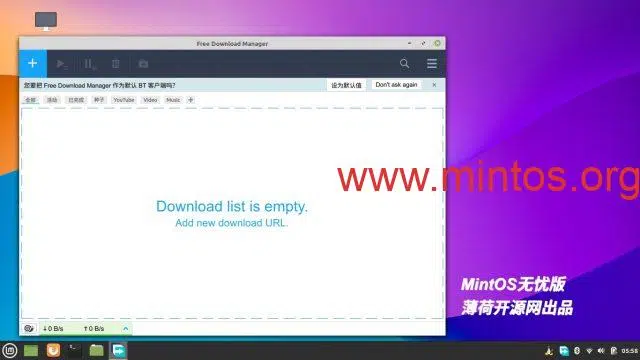 Free Download Manager
您要把 Free Download Manager 作为默认 BT 客户端吗?
设为默认值
Don't ask again
全部 活动 已完成 种子 YouTube Video Music +
www.mintos.org
Download list is empty.
Add new download URL.
MintOS无忧版
薄荷开源网出品
↓0 B/s ↑0 B/s
05:58